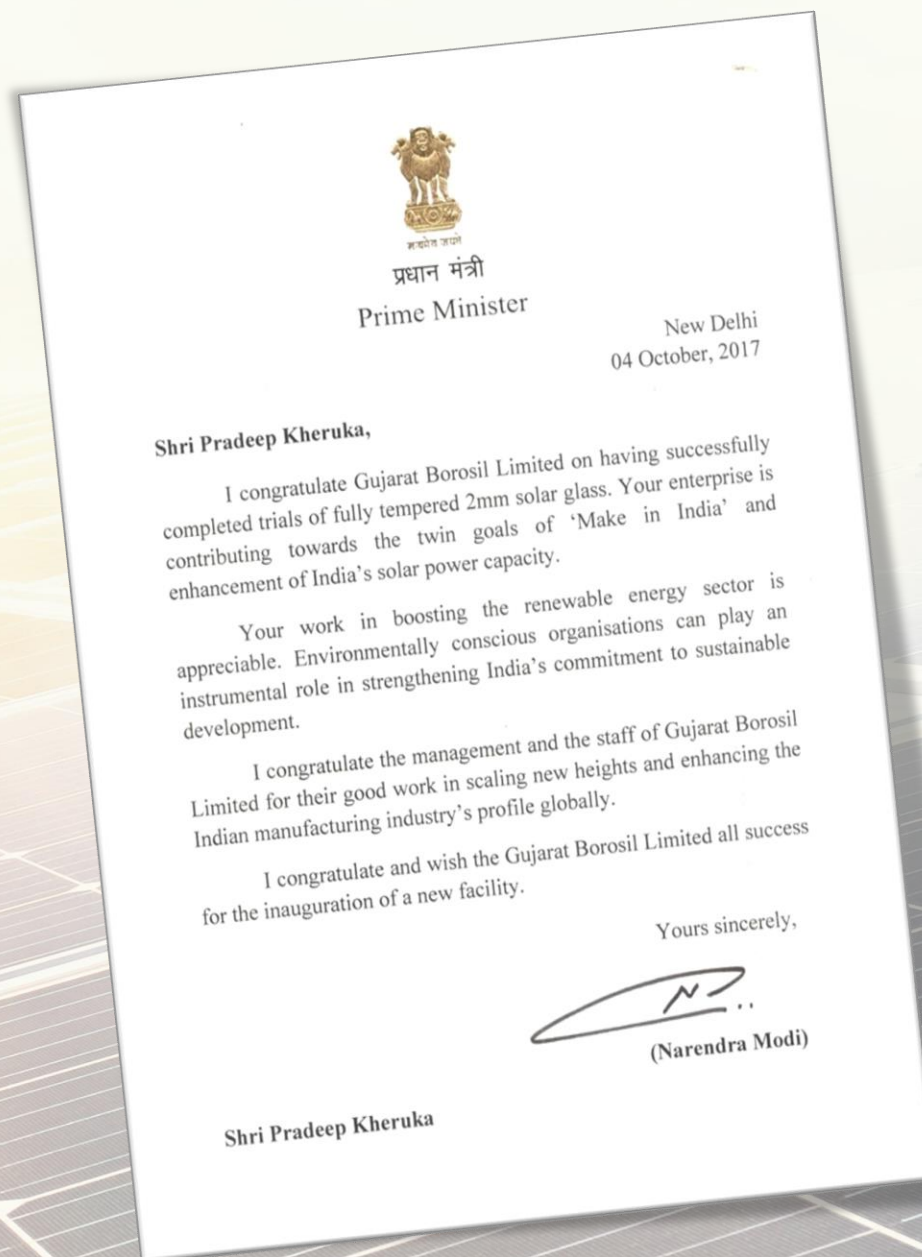 सत्यमेव जयते
प्रधान मंत्री
Prime Minister
New Delhi
04 October, 2017
Shri Pradeep Kheruka,
I congratulate Gujarat Borosil Limited on having successfully
completed trials of fully tempered 2mm solar glass. Your enterprise is
contributing towards the twin goals of ‘Make in India’ and
enhancement of India’s solar power capacity.
Your work in boosting the renewable energy sector is
appreciable. Environmentally conscious organisations can play an
instrumental role in strengthening India’s commitment to sustainable
development.
I congratulate the management and the staff of Gujarat Borosil
Limited for their good work in scaling new heights and enhancing the
Indian manufacturing industry’s profile globally.
I congratulate and wish the Gujarat Borosil Limited all success
for the inauguration of a new facility.
Yours sincerely,
(Narendra Modi)
Shri Pradeep Kheruka